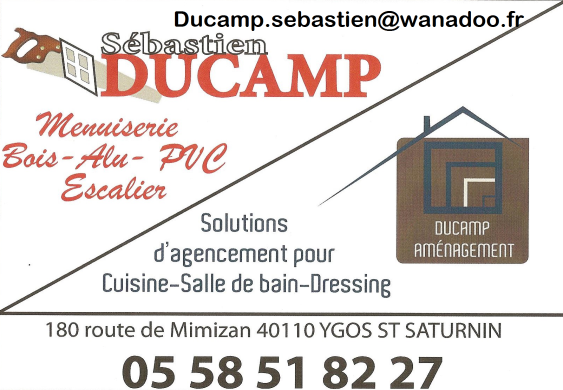 Ducamp.sebastien@wanadoo.fr
Sébastien
DUCAMP
Menuiserie
Bois-Alu- PVC
Escalier
DUCAMP
AMÉNAGEMENT
Solutions
d'agencement pour
Cuisine-Salle de bain-Dressing
180 route de Mimizan 40110 YGOS ST SATURNIN
05 58 51 82 27